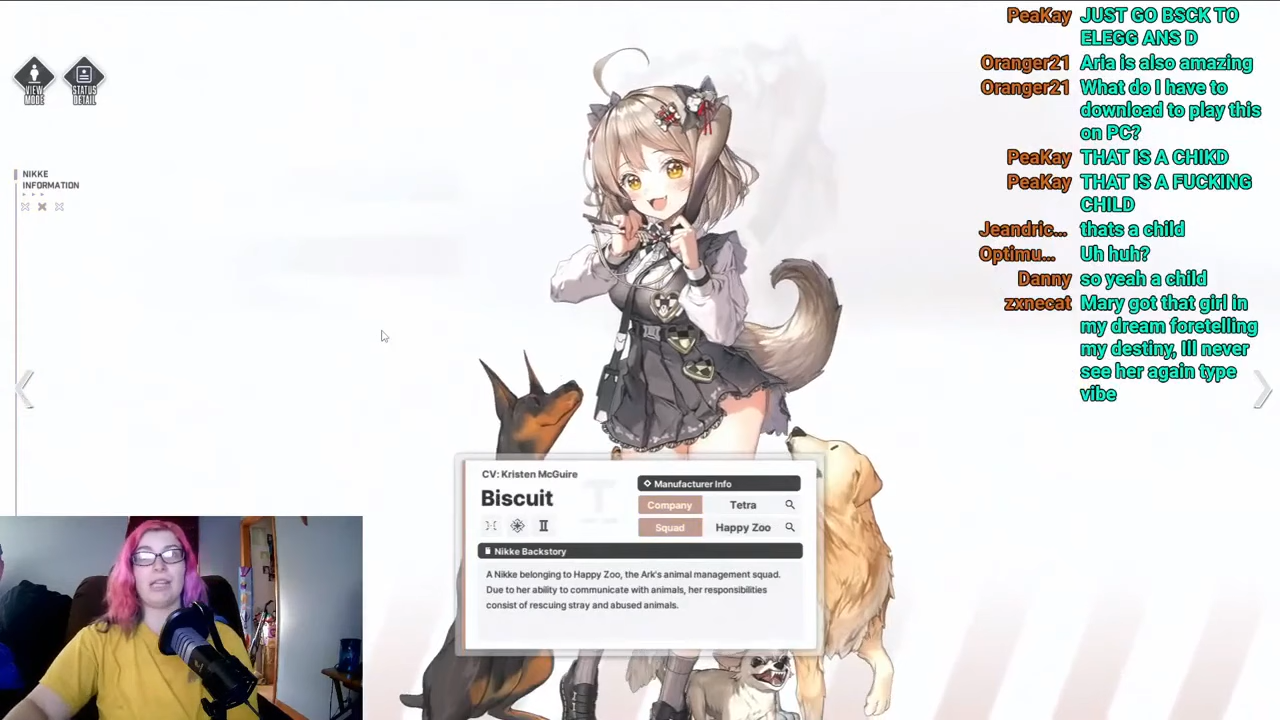 VIEW
MODE
STATUS
DETAIL
NIKKE
INFORMATION
CV: Kristen McGuire
Biscuit
Manufacturer Info
Company Tetra
Squad Happy Zoo
Nikke Backstory
A Nikke belonging to Happy Zoo, the Ark's animal management squad.
Due to her ability to communicate with animals, her responsibilities
consist of rescuing stray and abused animals.
PeaKay JUST GO BSCK TO
ELEGG ANS D
Oranger21 Aria is also amazing
Oranger21 What do I have to
download to play this
on PC?
PeaKay THAT IS A CHIKD
PeaKay THAT IS A FUCKING
CHILD
Jeandric... thats a child
Optimu... Uh huh?
Danny so yeah a child
zxnecat Mary got that girl in
my dream foretelling
my destiny, Ill never
see her again type
vibe